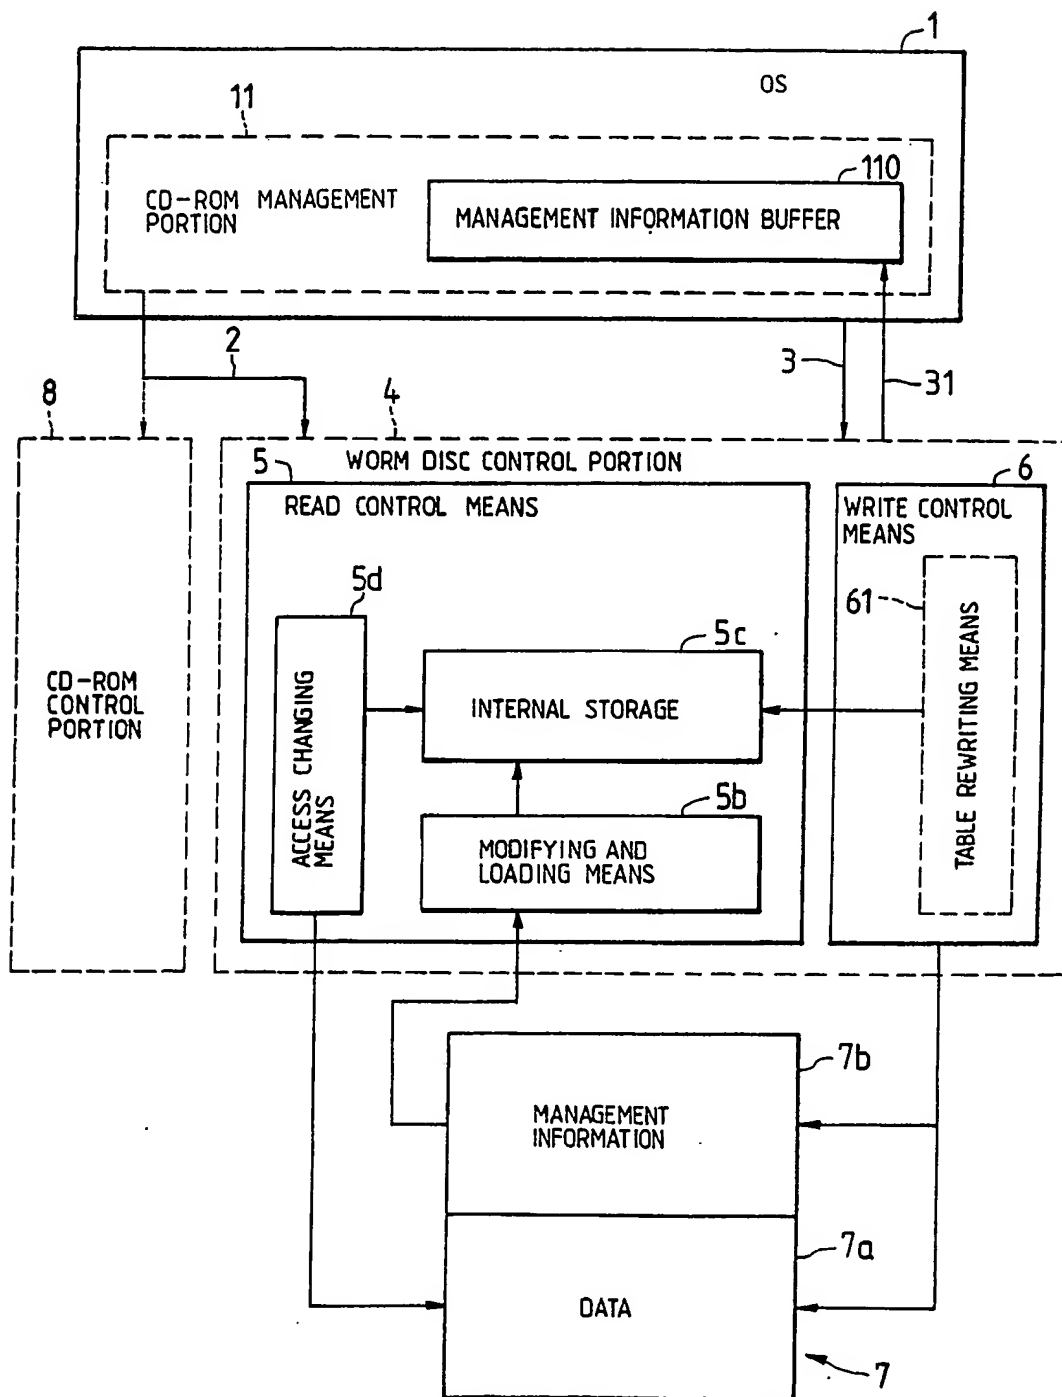 1
OS
11
110
CD-ROM MANAGEMENT
PORTION
MANAGEMENT INFORMATION BUFFER
2
3
31
8
4
WORM DISC CONTROL PORTION
5
6
READ CONTROL MEANS
WRITE CONTROL
MEANS
5d
61
5c
CD-ROM
CONTROL
PORTION
ACCESS CHANGING
MEANS
INTERNAL STORAGE
TABLE REWRITING MEANS
5b
MODIFYING AND
LOADING MEANS
7b
MANAGEMENT
INFORMATION
7a
DATA
7